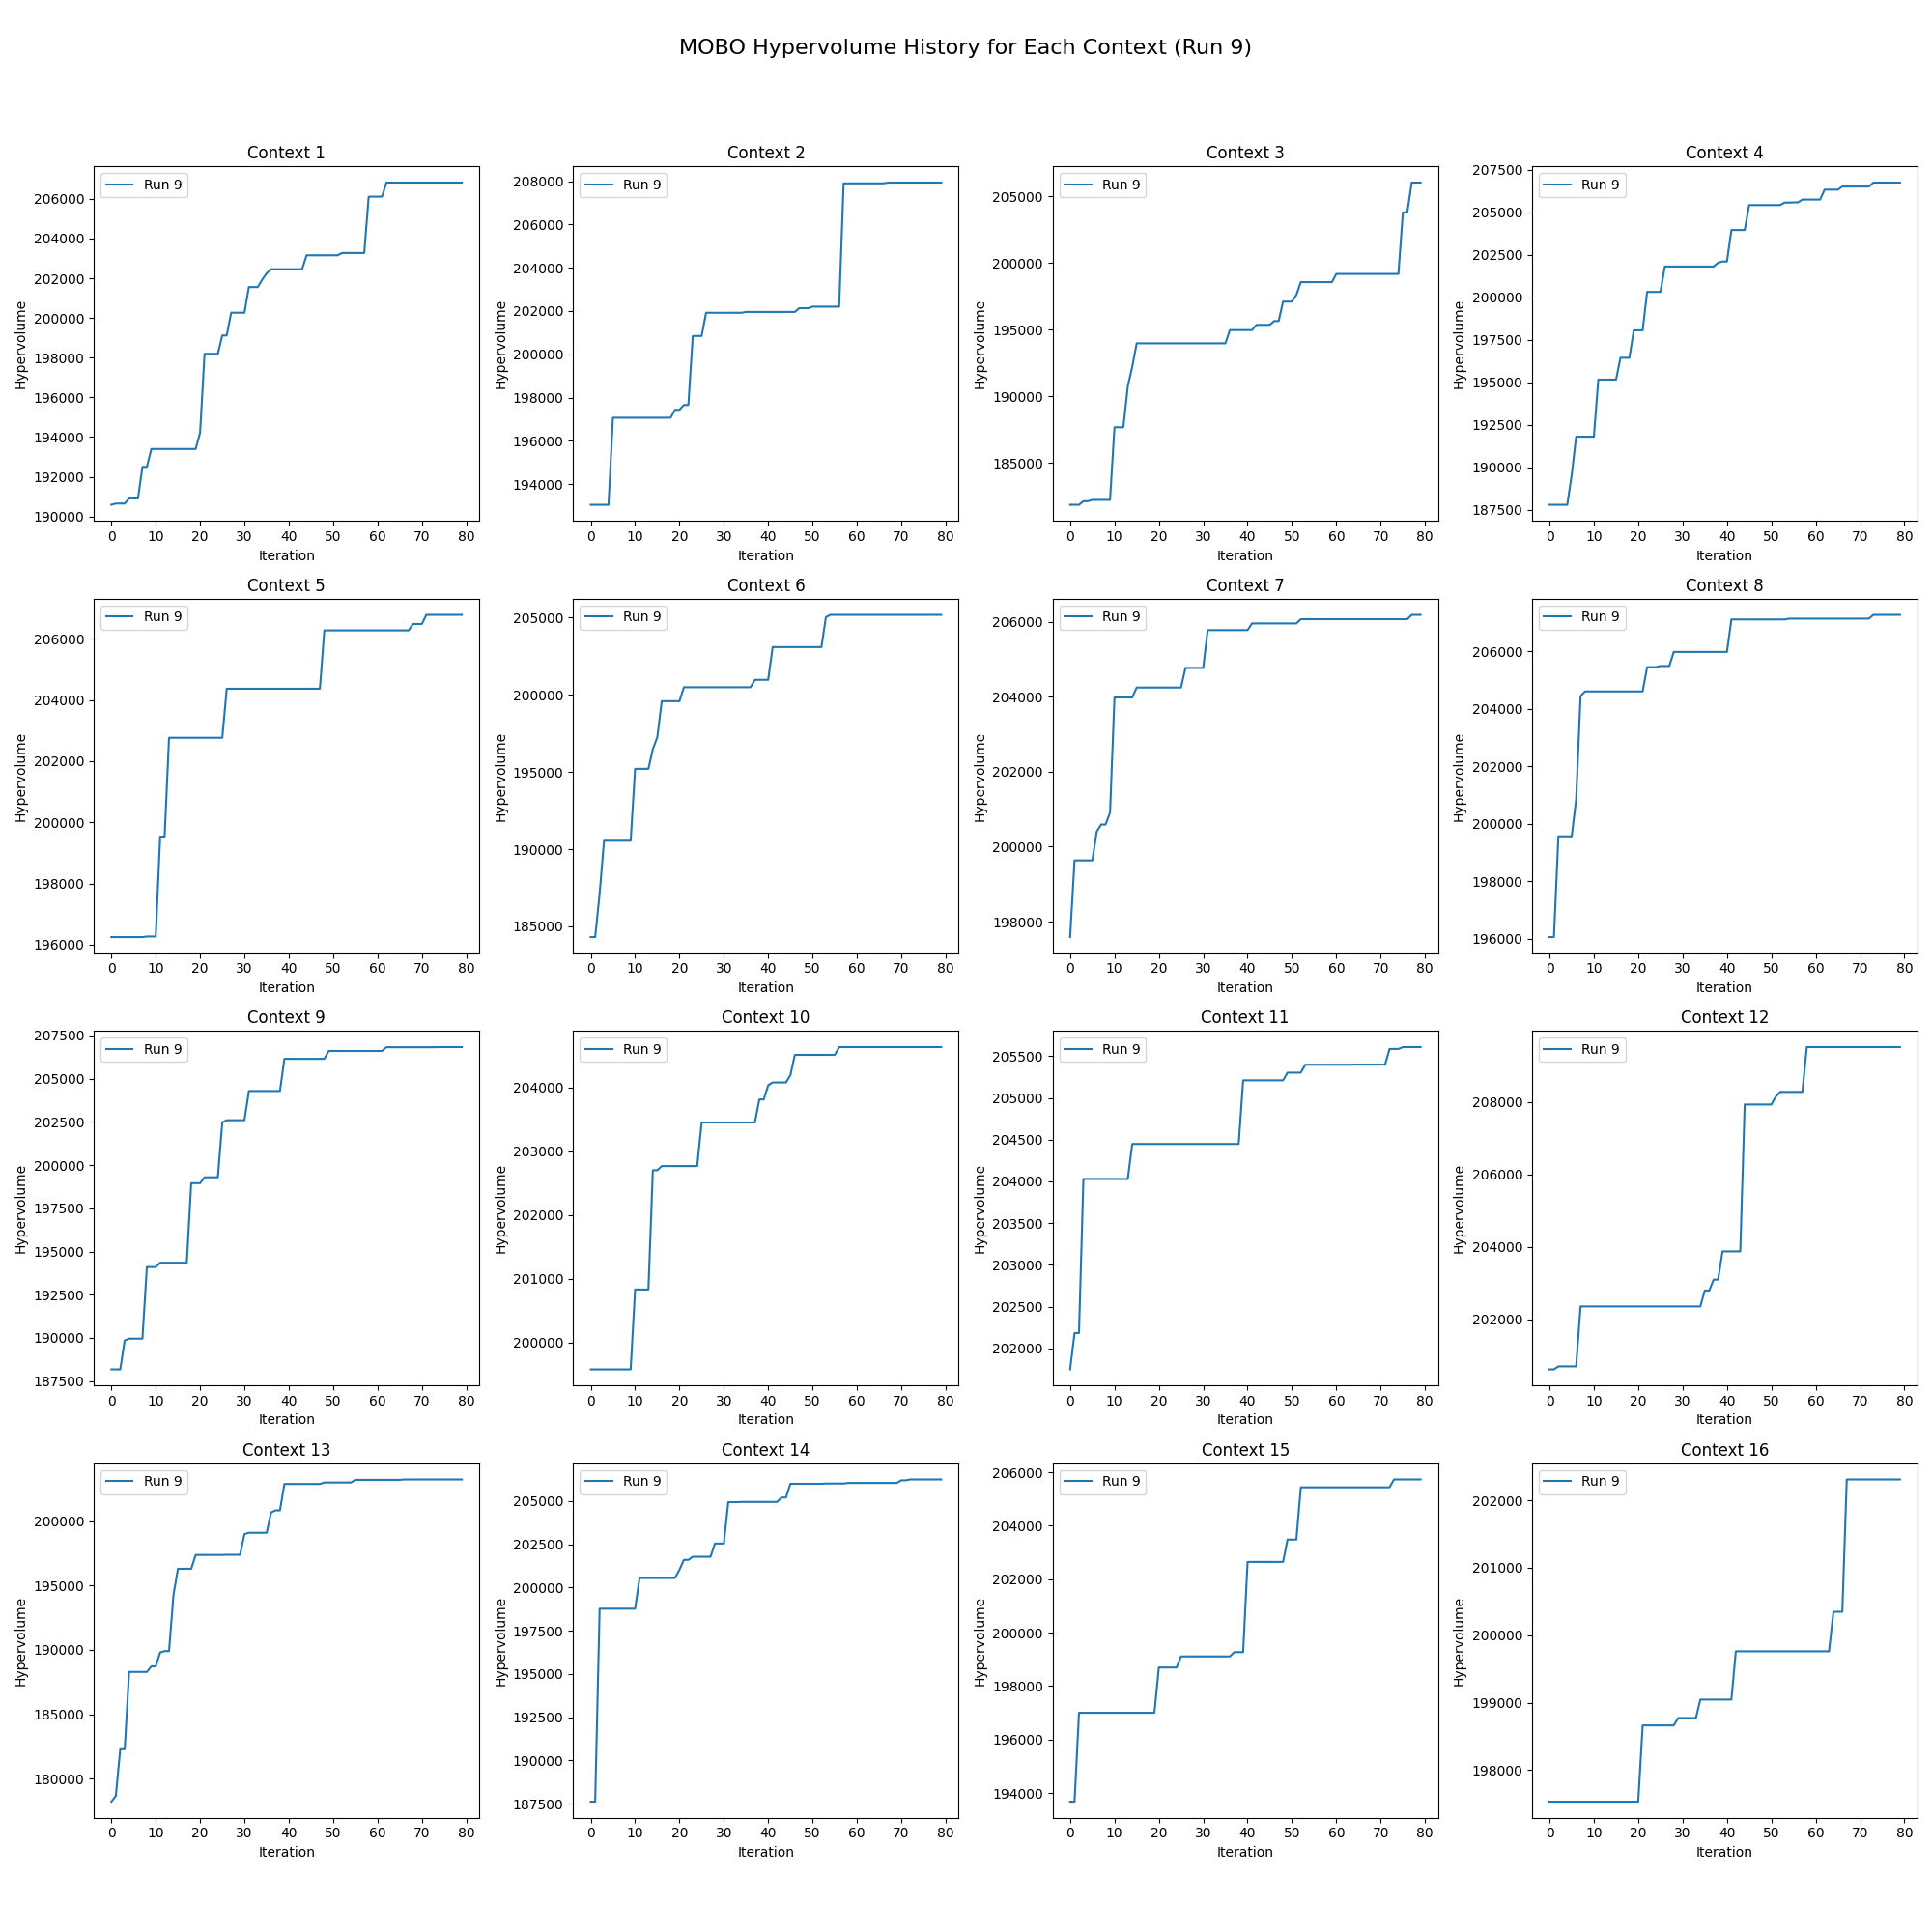 MOBO Hypervolume History for Each Context (Run 9)
Context 1
Run 9
206000
204000
202000
200000
198000
196000
194000
192000
190000
Hypervolume
0 10 20 30 40 50 60 70 80
Iteration
Context 2
Run 9
208000
206000
204000
202000
200000
198000
196000
194000
Hypervolume
0 10 20 30 40 50 60 70 80
Iteration
Context 3
Run 9
205000
200000
195000
190000
185000
Hypervolume
0 10 20 30 40 50 60 70 80
Iteration
Context 4
Run 9
207500
205000
202500
200000
197500
195000
192500
190000
187500
Hypervolume
0 10 20 30 40 50 60 70 80
Iteration
Context 5
Run 9
206000
204000
202000
200000
198000
196000
Hypervolume
0 10 20 30 40 50 60 70 80
Iteration
Context 6
Run 9
205000
200000
195000
190000
185000
Hypervolume
0 10 20 30 40 50 60 70 80
Iteration
Context 7
Run 9
206000
204000
202000
200000
198000
Hypervolume
0 10 20 30 40 50 60 70 80
Iteration
Context 8
Run 9
206000
204000
202000
200000
198000
196000
Hypervolume
0 10 20 30 40 50 60 70 80
Iteration
Context 9
Run 9
207500
205000
202500
200000
197500
195000
192500
190000
187500
Hypervolume
0 10 20 30 40 50 60 70 80
Iteration
Context 10
Run 9
204000
203000
202000
201000
200000
Hypervolume
0 10 20 30 40 50 60 70 80
Iteration
Context 11
Run 9
205500
205000
204500
204000
203500
203000
202500
202000
Hypervolume
0 10 20 30 40 50 60 70 80
Iteration
Context 12
Run 9
208000
206000
204000
202000
Hypervolume
0 10 20 30 40 50 60 70 80
Iteration
Context 13
Run 9
200000
195000
190000
185000
180000
Hypervolume
0 10 20 30 40 50 60 70 80
Iteration
Context 14
Run 9
205000
202500
200000
197500
195000
192500
190000
187500
Hypervolume
0 10 20 30 40 50 60 70 80
Iteration
Context 15
Run 9
206000
204000
202000
200000
198000
196000
194000
Hypervolume
0 10 20 30 40 50 60 70 80
Iteration
Context 16
Run 9
202000
201000
200000
199000
198000
Hypervolume
0 10 20 30 40 50 60 70 80
Iteration